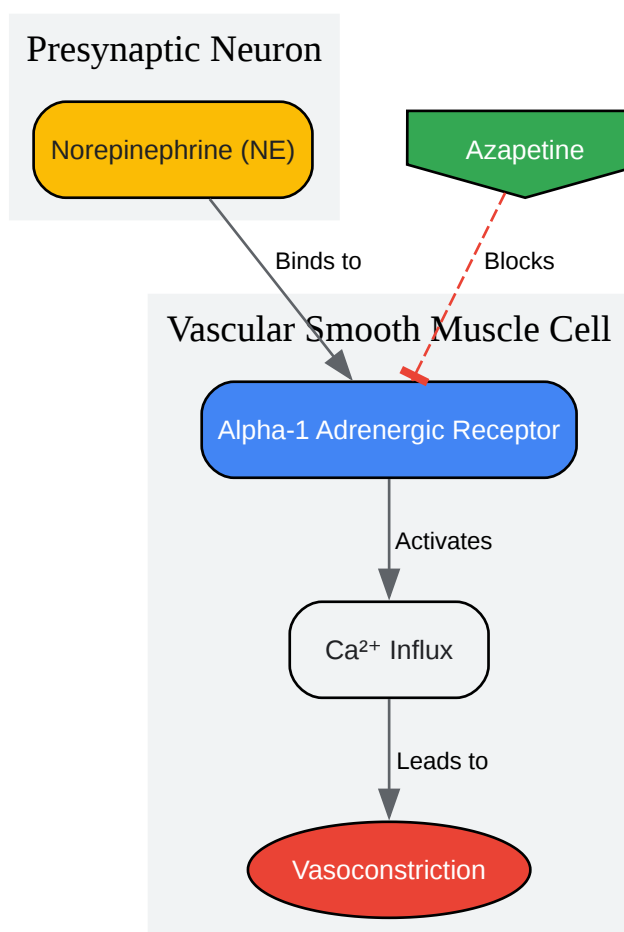 Presynaptic Neuron
Norepinephrine (NE)
Azapetine
Binds to
Blocks
Vascular Smooth Muscle Cell
Alpha-1 Adrenergic Receptor
Activates
Ca²⁺ Influx
Leads to
Vasoconstriction